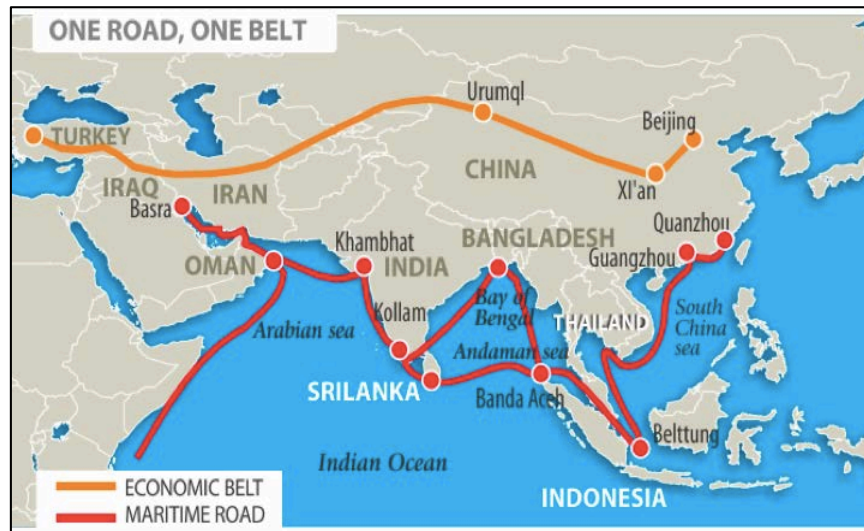 ONE ROAD, ONE BELT
Urumql
Beijing
TURKEY
CHINA
IRAQ
IRAN
XI'an
Basra
Quanzhou
Khambhat
BANGLADESH
Guangzhou
OMAN
INDIA
Bay of
Bengal
South
China
sea
Kollam
THAILAND
Arabian sea
Andaman sea
SRILANKA
Banda Aceh
Belttung
Indian Ocean
INDONESIA
ECONOMIC BELT
MARITIME ROAD